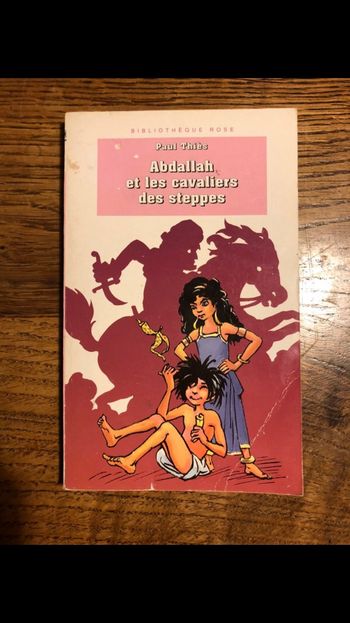 BIBLIOTHÈQUE ROSE
Paul Thiès
Abdallah
et les cavaliers
des steppes